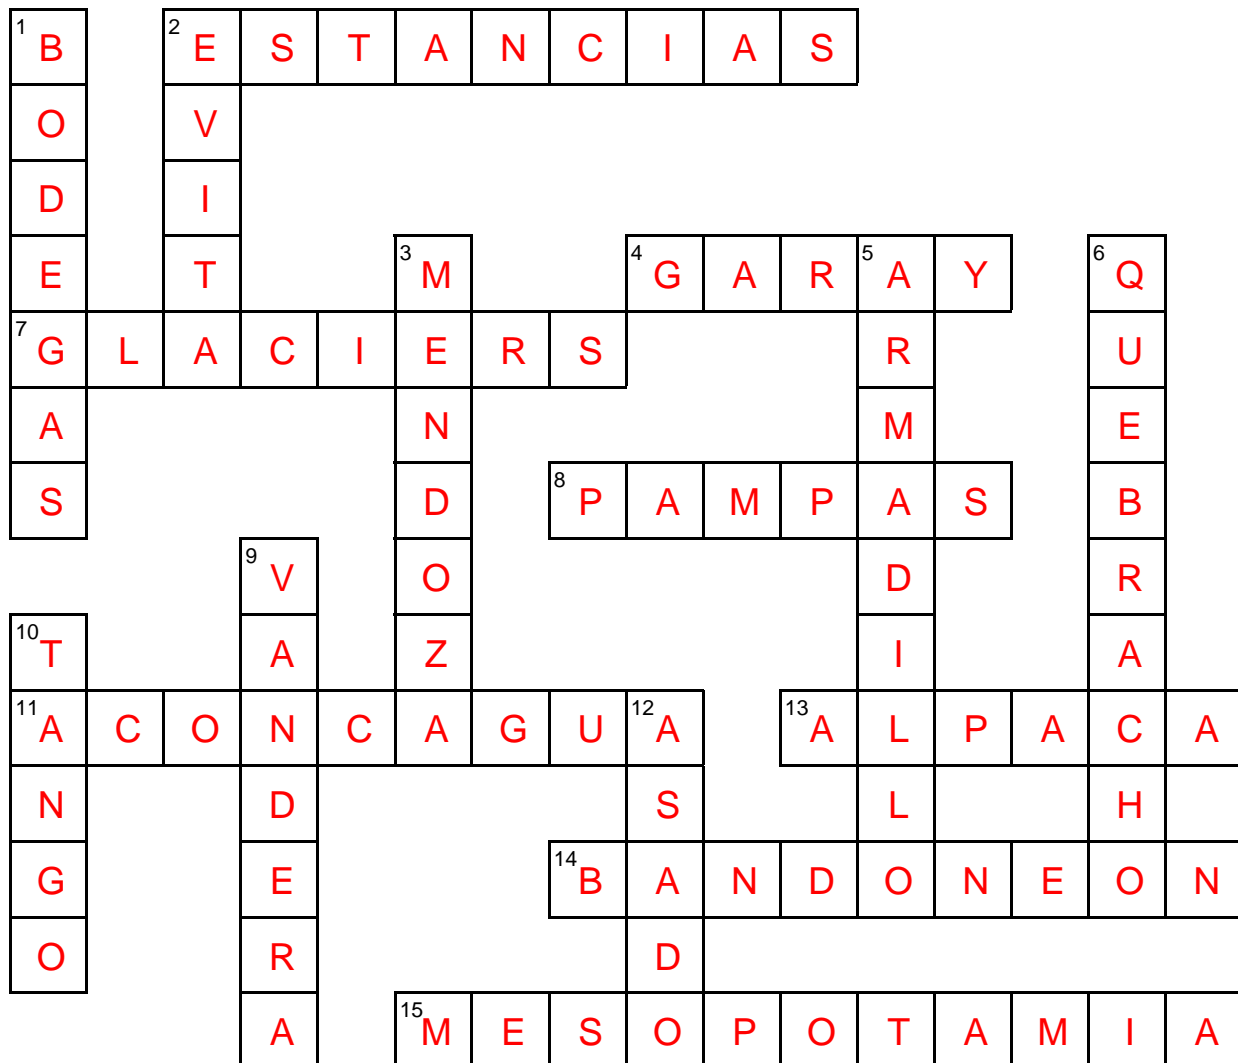 1 B 2 E S T A N C I A S
O V
D I
E T 3 M 4 G A R 5 A Y 6 Q
7 G L A C I E R S R U
A N M E
S D 8 P A M P A S B
9 V O D R
10 T A Z I A
11 A C O N C A G U 12 A 13 A L P A C A
N D S L H
G E 14 B A N D O N E O N
O R D
A 15 M E S O P O T A M I A